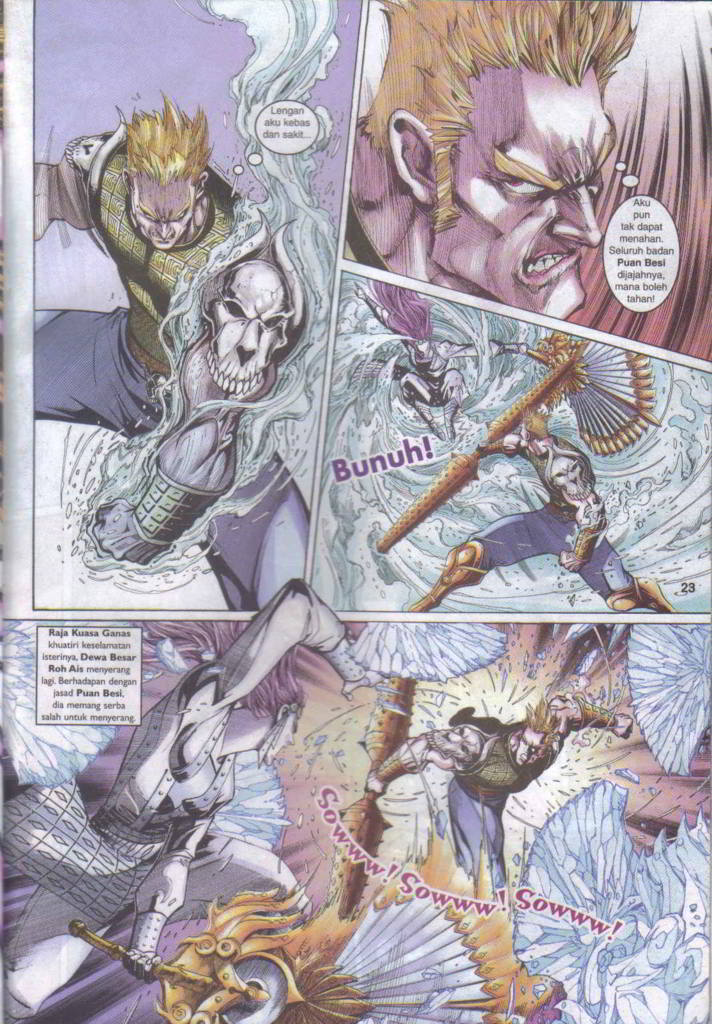 Lengan
aku kebas
dan sakit...
Aku
pun
tak dapat
menahan.
Seluruh badan
Puan Besi
dijajahnya,
mana boleh
tahan!
Bunuh!
23
Raja Kuasa Ganas
khuatiri keselamatan
isterinya, Dewa Besar
Roh Ais menyerang
lagi. Berhadapan dengan
jasad Puan Besi,
dia memang serba
salah untuk menyerang.
Sowww! Sowww! Sowww!